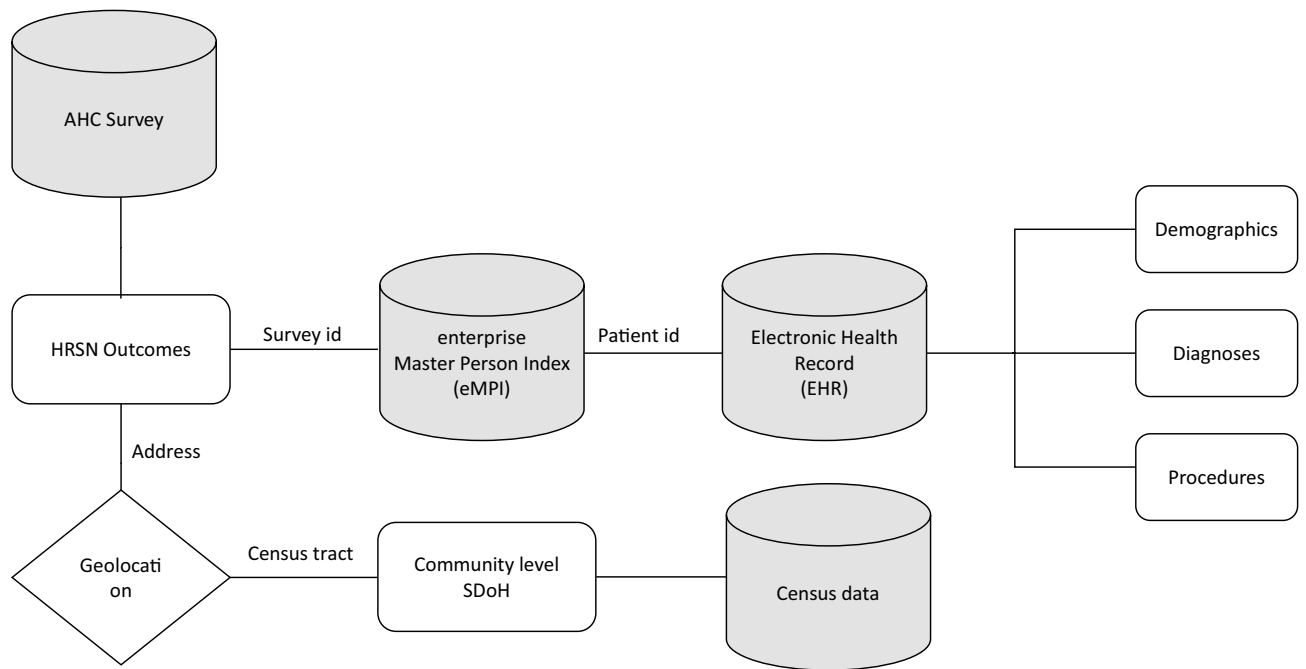 AHC Survey
HRSN Outcomes
Survey id
enterprise
Master Person Index
(eMPI)
Patient id
Electronic Health
Record
(EHR)
Demographics
Diagnoses
Procedures
Address
Geolocati
on
Census tract
Community level
SDoH
Census data